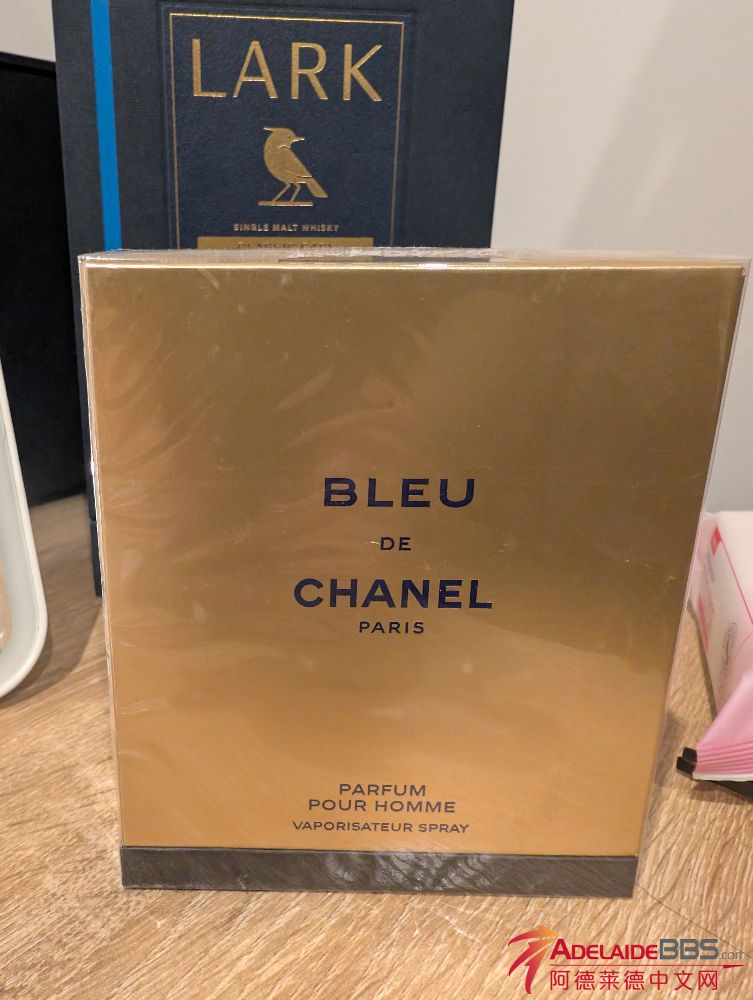 LARK
SINGLE MALT WHISKY
BLEU
DE
CHANEL
PARIS
PARFUM
POUR HOMME
VAPORISATEUR SPRAY
ADELAIDEBBS.com
阿德莱德中文网